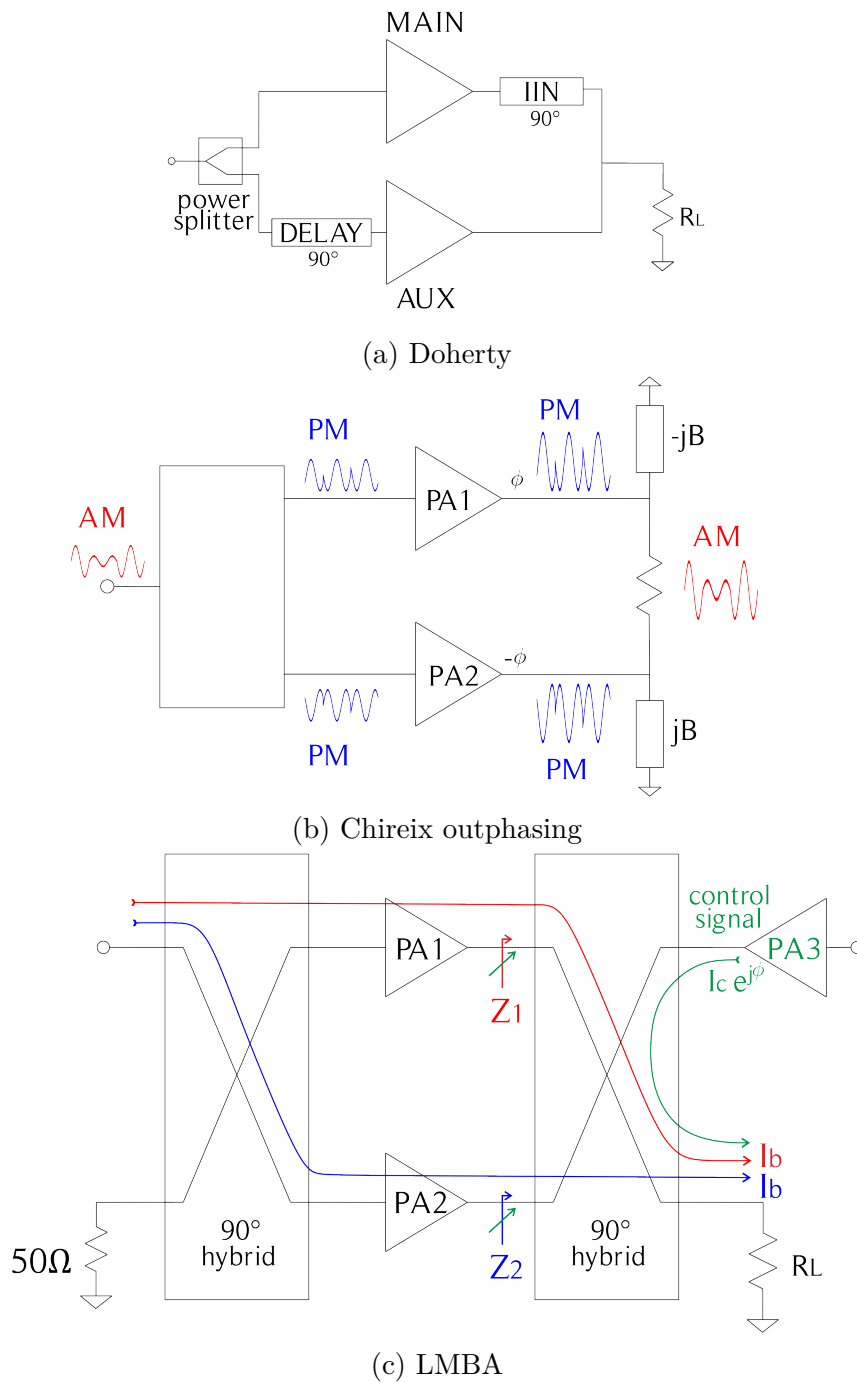 MAIN
IIN
90°
power
splitter
DELAY
90°
RL
AUX
(a) Doherty
PM
PM
-jB
AM
PA1
ϕ
AM
PA2
-ϕ
PM
PM
jB
(b) Chireix outphasing
control
signal
PA1
PA3
Ic e^jϕ
Z1
Ib
Ib
PA2
90°
hybrid
90°
hybrid
50Ω
Z2
RL
(c) LMBA